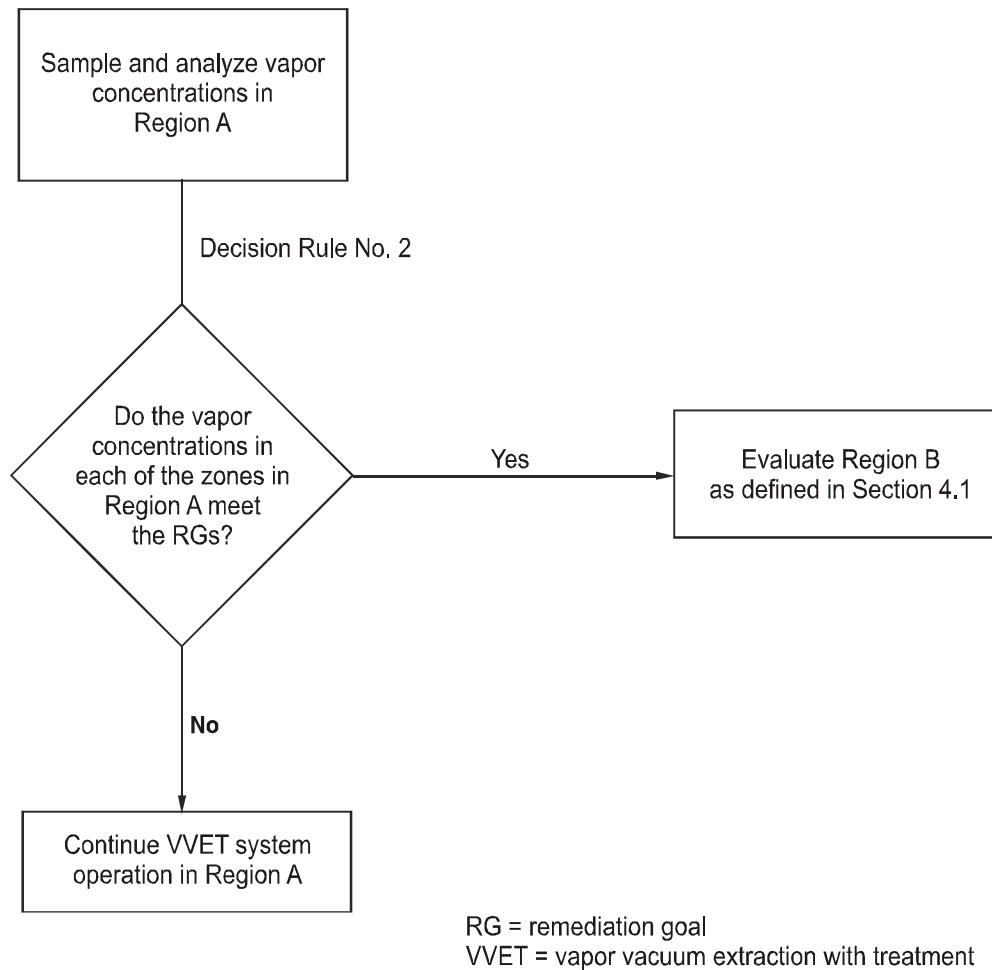 Sample and analyze vapor
concentrations in
Region A
Decision Rule No. 2
Do the vapor
concentrations in
each of the zones in
Region A meet
the RGs?
Yes
Evaluate Region B
as defined in Section 4.1
No
Continue VVET system
operation in Region A
RG = remediation goal
VVET = vapor vacuum extraction with treatment